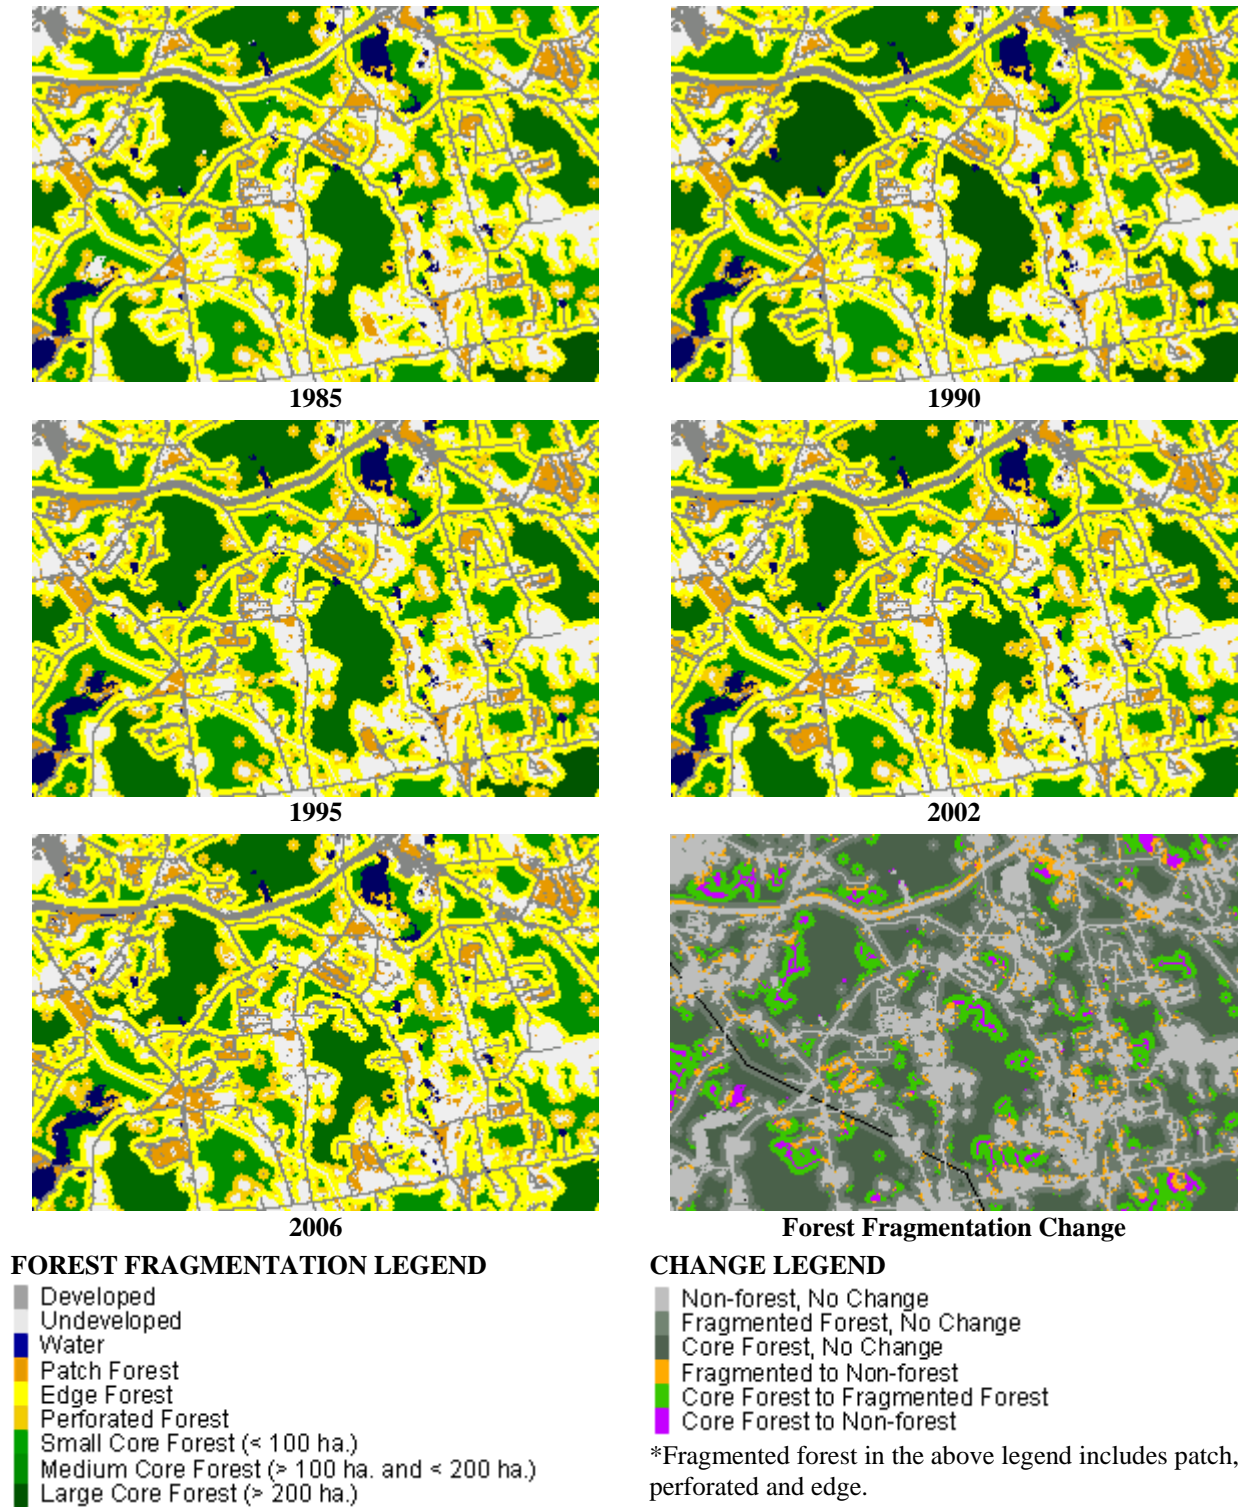 1985
1990
1995
2002
2006
Forest Fragmentation Change
FOREST FRAGMENTATION LEGEND
Developed
Undeveloped
Water
Patch Forest
Edge Forest
Perforated Forest
Small Core Forest (< 100 ha.)
Medium Core Forest (> 100 ha. and < 200 ha.)
Large Core Forest (> 200 ha.)
CHANGE LEGEND
Non-forest, No Change
Fragmented Forest, No Change
Core Forest, No Change
Fragmented to Non-forest
Core Forest to Fragmented Forest
Core Forest to Non-forest
*Fragmented forest in the above legend includes patch,
perforated and edge.